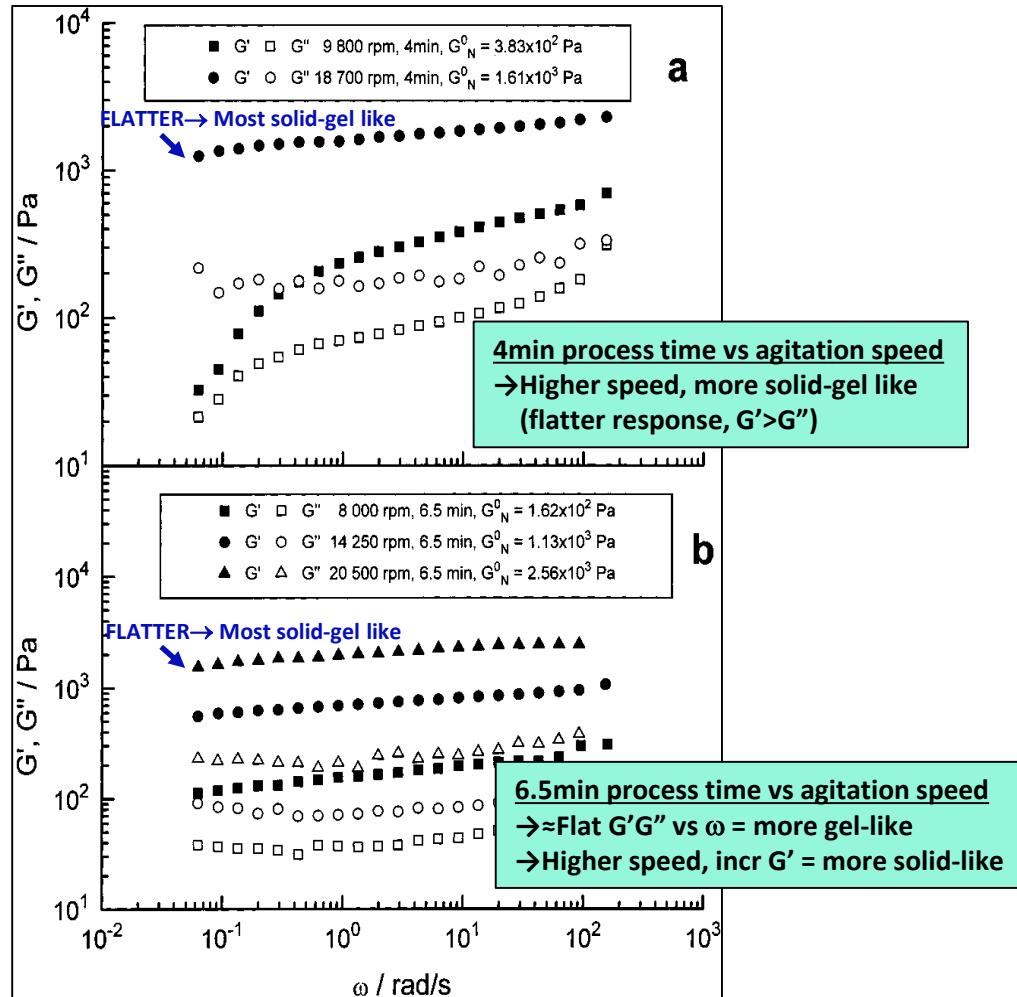 10⁴
■ G' □ G" 9 800 rpm, 4min, G⁰N = 3.83x10² Pa
● G' ○ G" 18 700 rpm, 4min, G⁰N = 1.61x10³ Pa
a
FLATTER→ Most solid-gel like
10³
G', G" / Pa
10²
4min process time vs agitation speed
→Higher speed, more solid-gel like
(flatter response, G'>G")
10¹
■ G' □ G" 8 000 rpm, 6.5 min, G⁰N = 1.62x10² Pa
● G' ○ G" 14 250 rpm, 6.5 min, G⁰N = 1.13x10³ Pa
▲ G' △ G" 20 500 rpm, 6.5 min, G⁰N = 2.56x10³ Pa
b
10⁴
FLATTER→ Most solid-gel like
10³
G', G" / Pa
10²
6.5min process time vs agitation speed
→≈Flat G'G" vs ω = more gel-like
→Higher speed, incr G' = more solid-like
10¹
10⁻² 10⁻¹ 10⁰ 10¹ 10² 10³
ω / rad/s